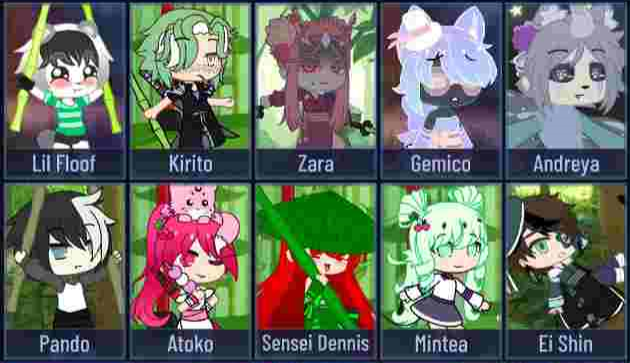 Lil Floof
Kirito
Zara
Gemico
Andreya
Pando
Atoko
Sensei Dennis
Mintea
Ei Shin